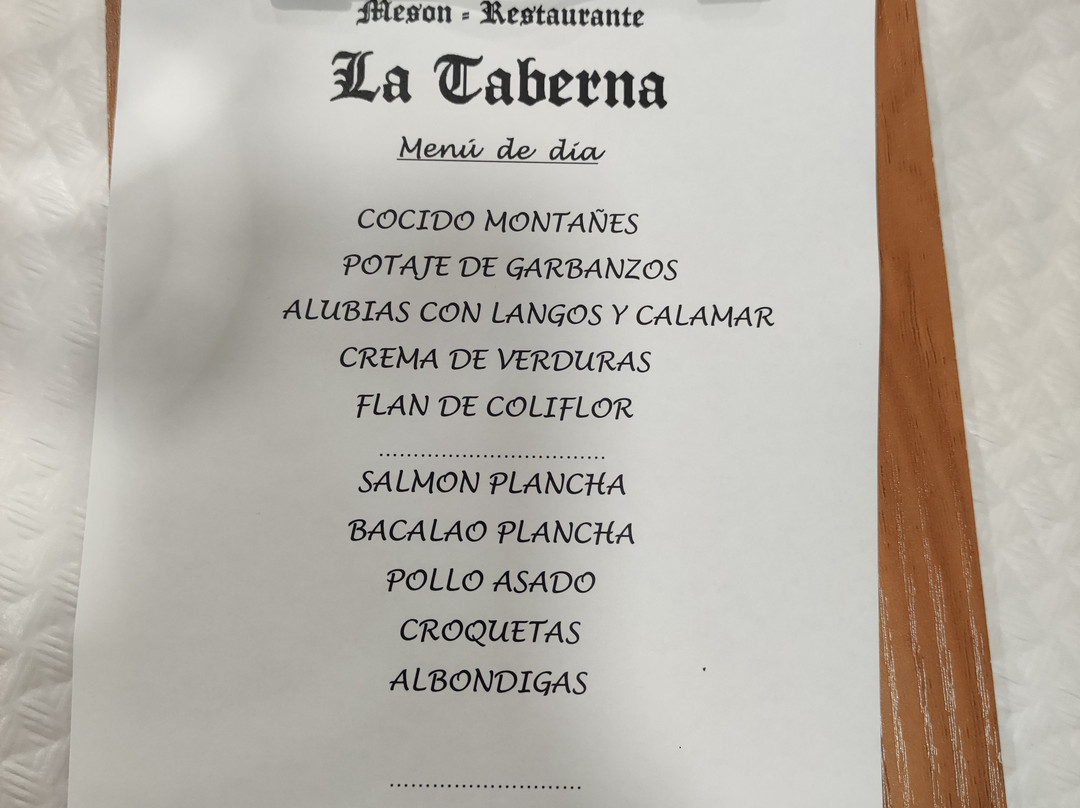 Meson - Restaurante
La Taberna
Menú de día
COCIDO MONTAÑES
POTAJE DE GARBANZOS
ALUBIAS CON LANGOS Y CALAMAR
CREMA DE VERDURAS
FLAN DE COLIFLOR
.................................
SALMON PLANCHA
BACALAO PLANCHA
POLLO ASADO
CROQUETAS
ALBONDIGAS
............................